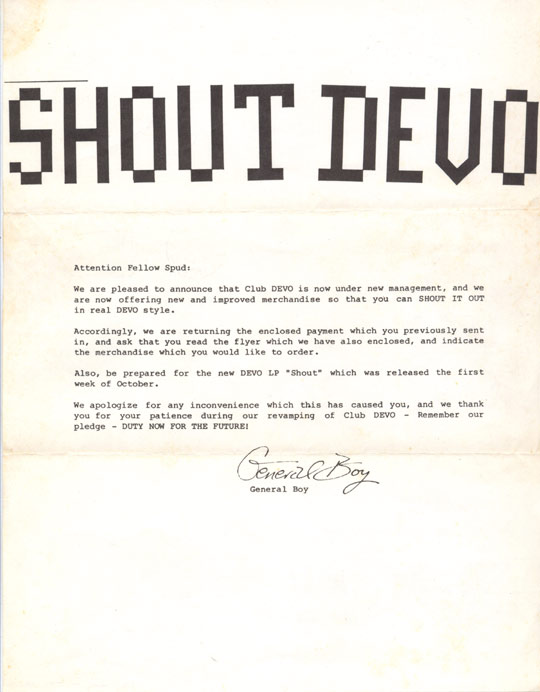 SHOUT DEVO
Attention Fellow Spud:
We are pleased to announce that Club DEVO is now under new management, and we
are now offering new and improved merchandise so that you can SHOUT IT OUT
in real DEVO style.
Accordingly, we are returning the enclosed payment which you previously sent
in, and ask that you read the flyer which we have also enclosed, and indicate
the merchandise which you would like to order.
Also, be prepared for the new DEVO LP "Shout" which was released the first
week of October.
We apologize for any inconvenience which this has caused you, and we thank
you for your patience during our revamping of Club DEVO - Remember our
pledge - DUTY NOW FOR THE FUTURE!
General Boy
General Boy